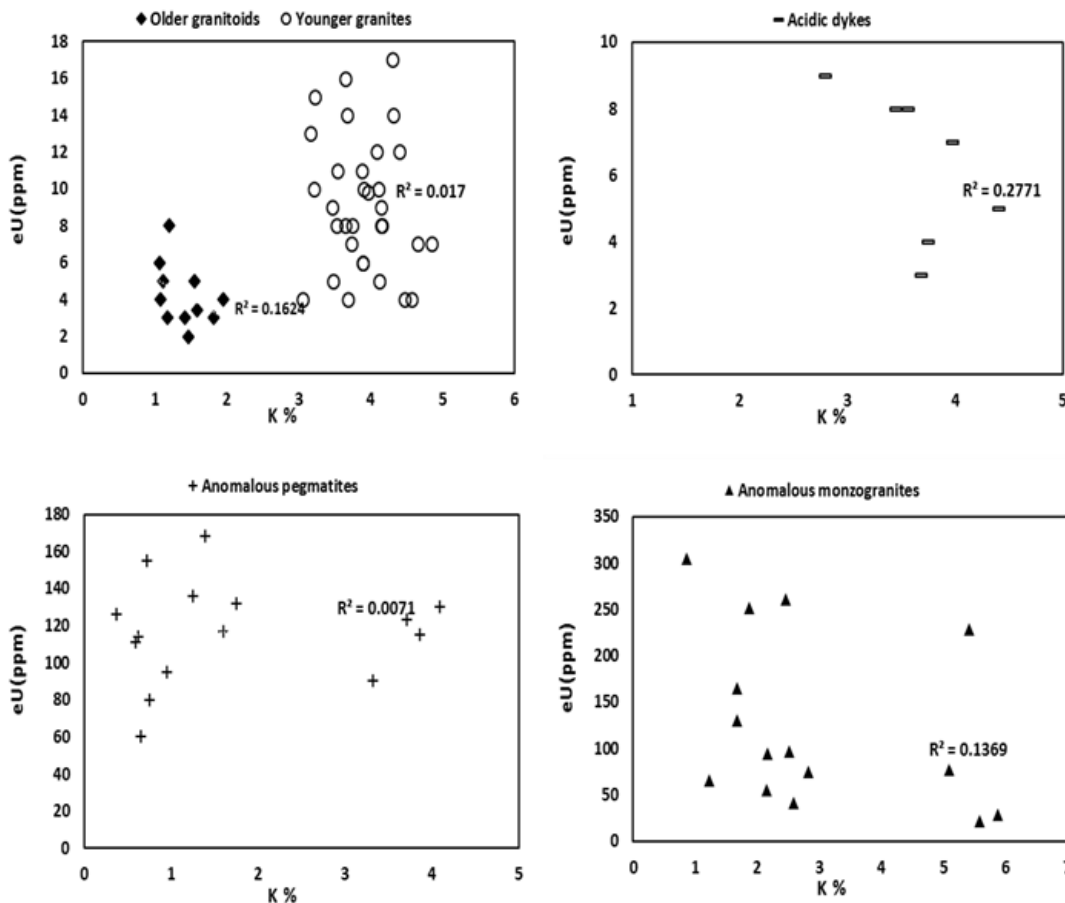 ◆ Older granitoids ○ Younger granites
18
16
14
12
10
8
6
4
2
0
eU(ppm)
R² = 0.017
R² = 0.1624
0 1 2 3 4 5 6
K %
Acidic dykes
10
8
6
4
2
0
eU(ppm)
R² = 0.2771
1 2 3 4 5
K %
+ Anomalous pegmatites
180
160
140
120
100
80
60
40
20
0
eU(ppm)
R² = 0.0071
0 1 2 3 4 5
K %
▲ Anomalous monzogranites
350
300
250
200
150
100
50
0
eU(ppm)
R² = 0.1369
0 1 2 3 4 5 6 7
K %